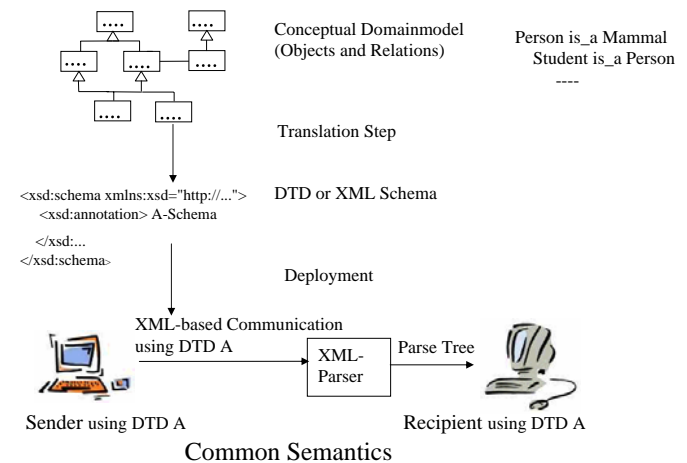 .... ....
Conceptual Domainmodel
(Objects and Relations)
Person is_a Mammal
Student is_a Person
----
.... .... ....
.... ....
Translation Step
<xsd:schema xmlns:xsd="http://...">
<xsd:annotation> A-Schema
</xsd:...
</xsd:schema>
DTD or XML Schema
Deployment
XML-based Communication
using DTD A
XML-
Parser
Parse Tree
Sender using DTD A
Recipient using DTD A
Common Semantics